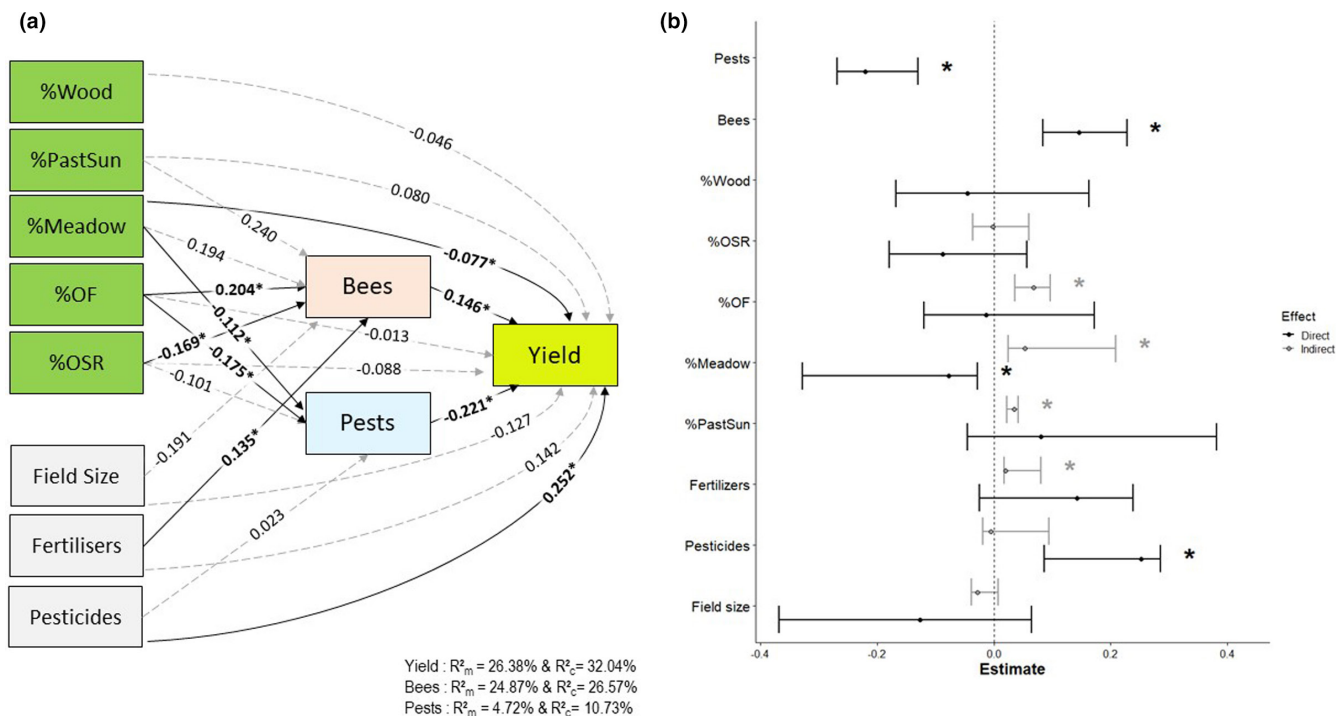 (a)
%Wood
%PastSun
%Meadow
%OF
%OSR
Field Size
Fertilisers
Pesticides
Bees
Pests
Yield
-0.046
0.080
0.240
-0.077*
0.194
0.204*
0.146*
-0.112*
-0.013
-0.169*
-0.175*
-0.088
-0.101
-0.221*
-0.191
-0.127
0.135*
0.142
0.252*
0.023
Yield : R²m = 26.38% & R²c= 32.04%
Bees : R²m = 24.87% & R²c= 26.57%
Pests : R²m = 4.72% & R²c= 10.73%
(b)
Pests
*
Bees
*
%Wood
%OSR
%OF
*
%Meadow
*
*
%PastSun
*
Fertilizers
*
Pesticides
*
Field size
-0.4
-0.2
0.0
0.2
0.4
Estimate
Effect
Direct
Indirect